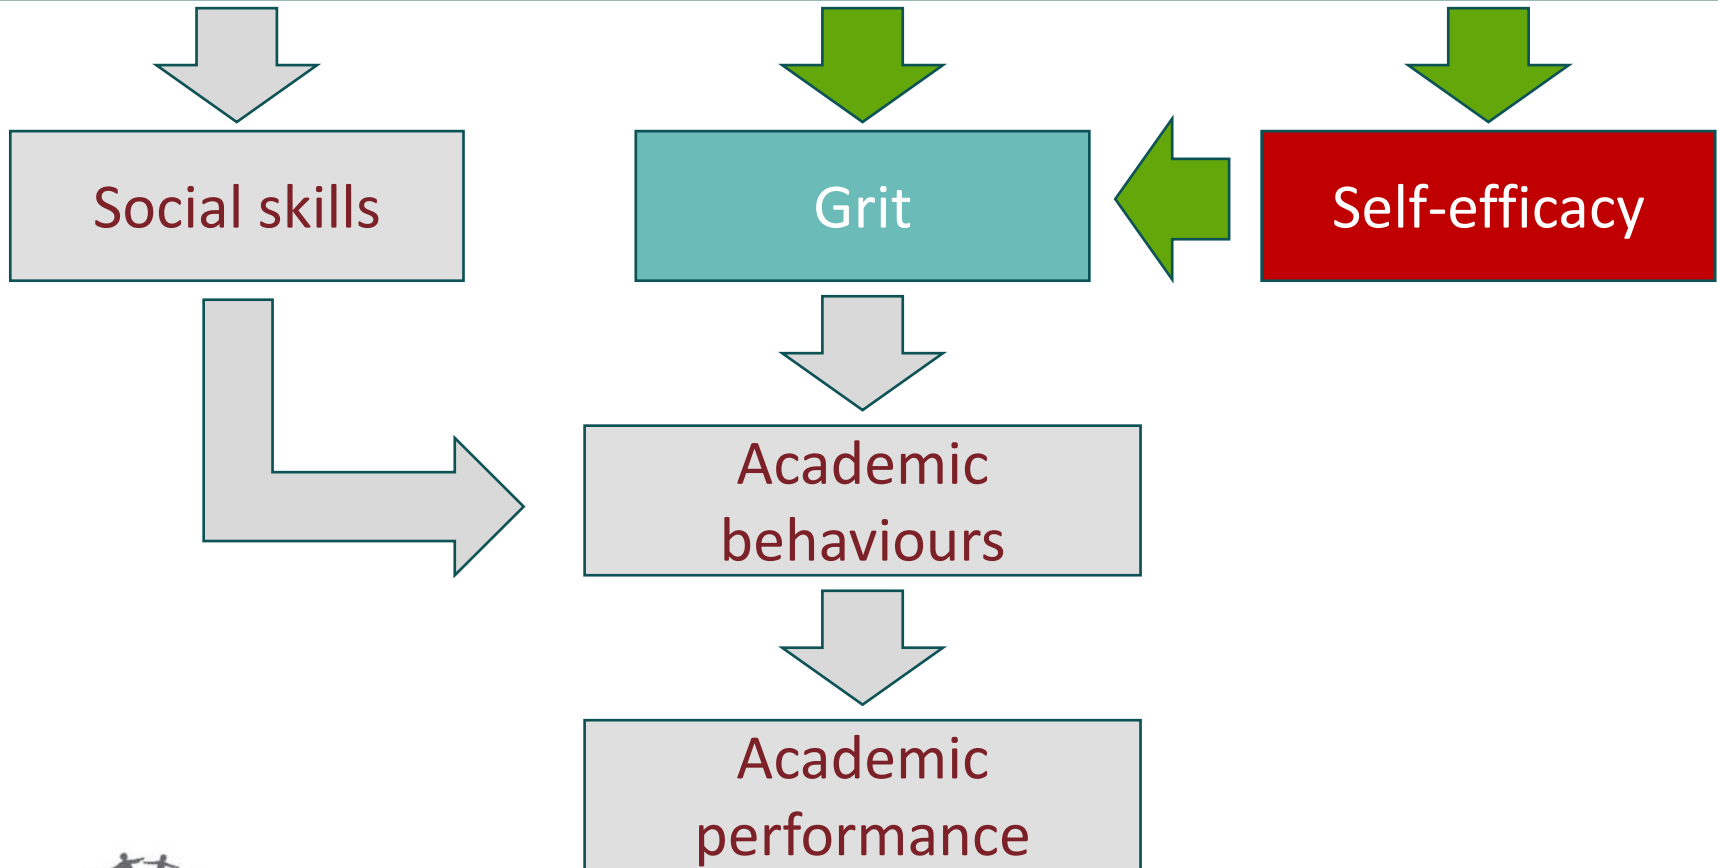 Social skills
Grit
Self-efficacy
Academic
behaviours
Academic
performance